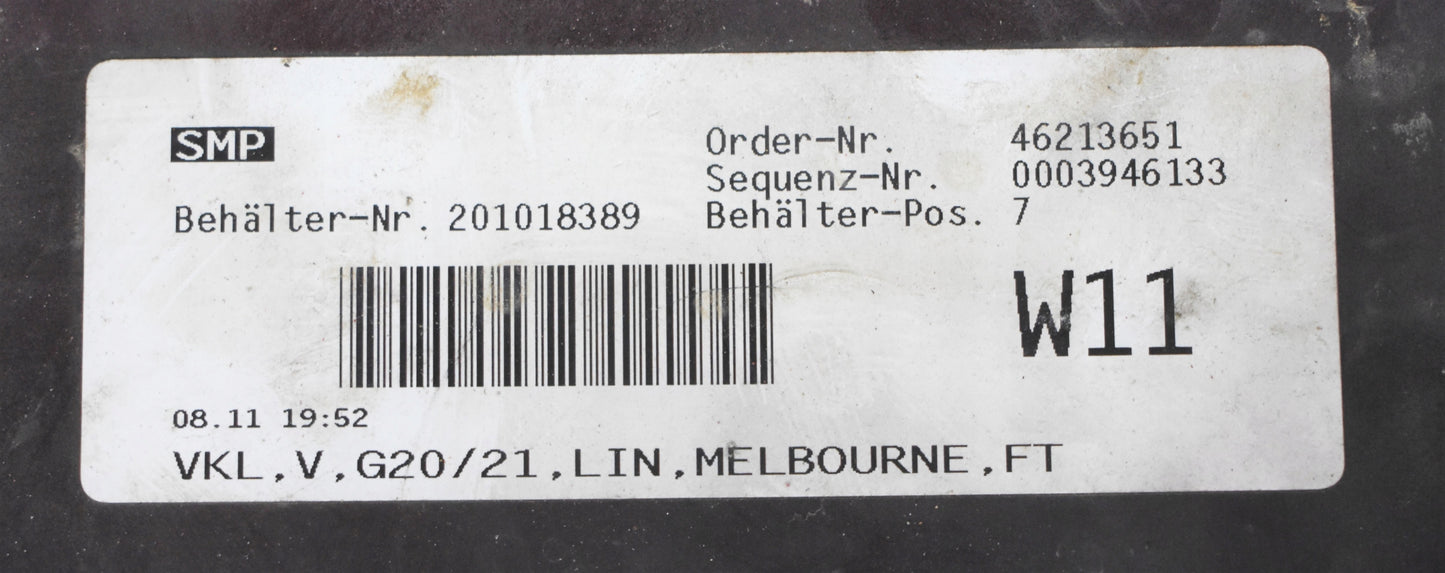 SMP
Order-Nr. 46213651
Sequenz-Nr. 0003946133
Behälter-Nr. 201018389 Behälter-Pos. 7
W11
08.11 19:52
VKL,V,G20/21,LIN,MELBOURNE,FT